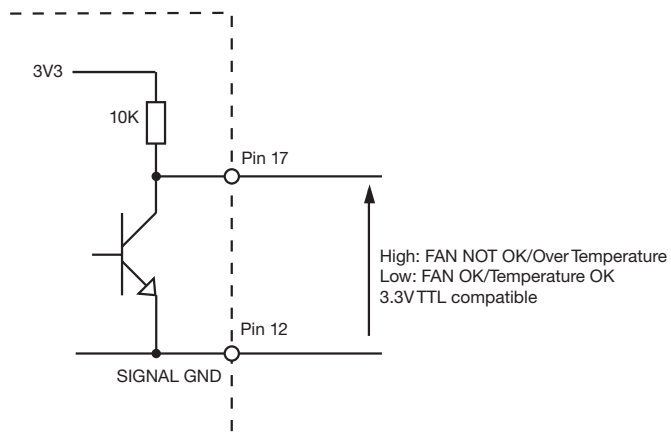 3V3
10K
Pin 17
High: FAN NOT OK/Over Temperature
Low: FAN OK/Temperature OK
3.3V TTL compatible
Pin 12
SIGNAL GND